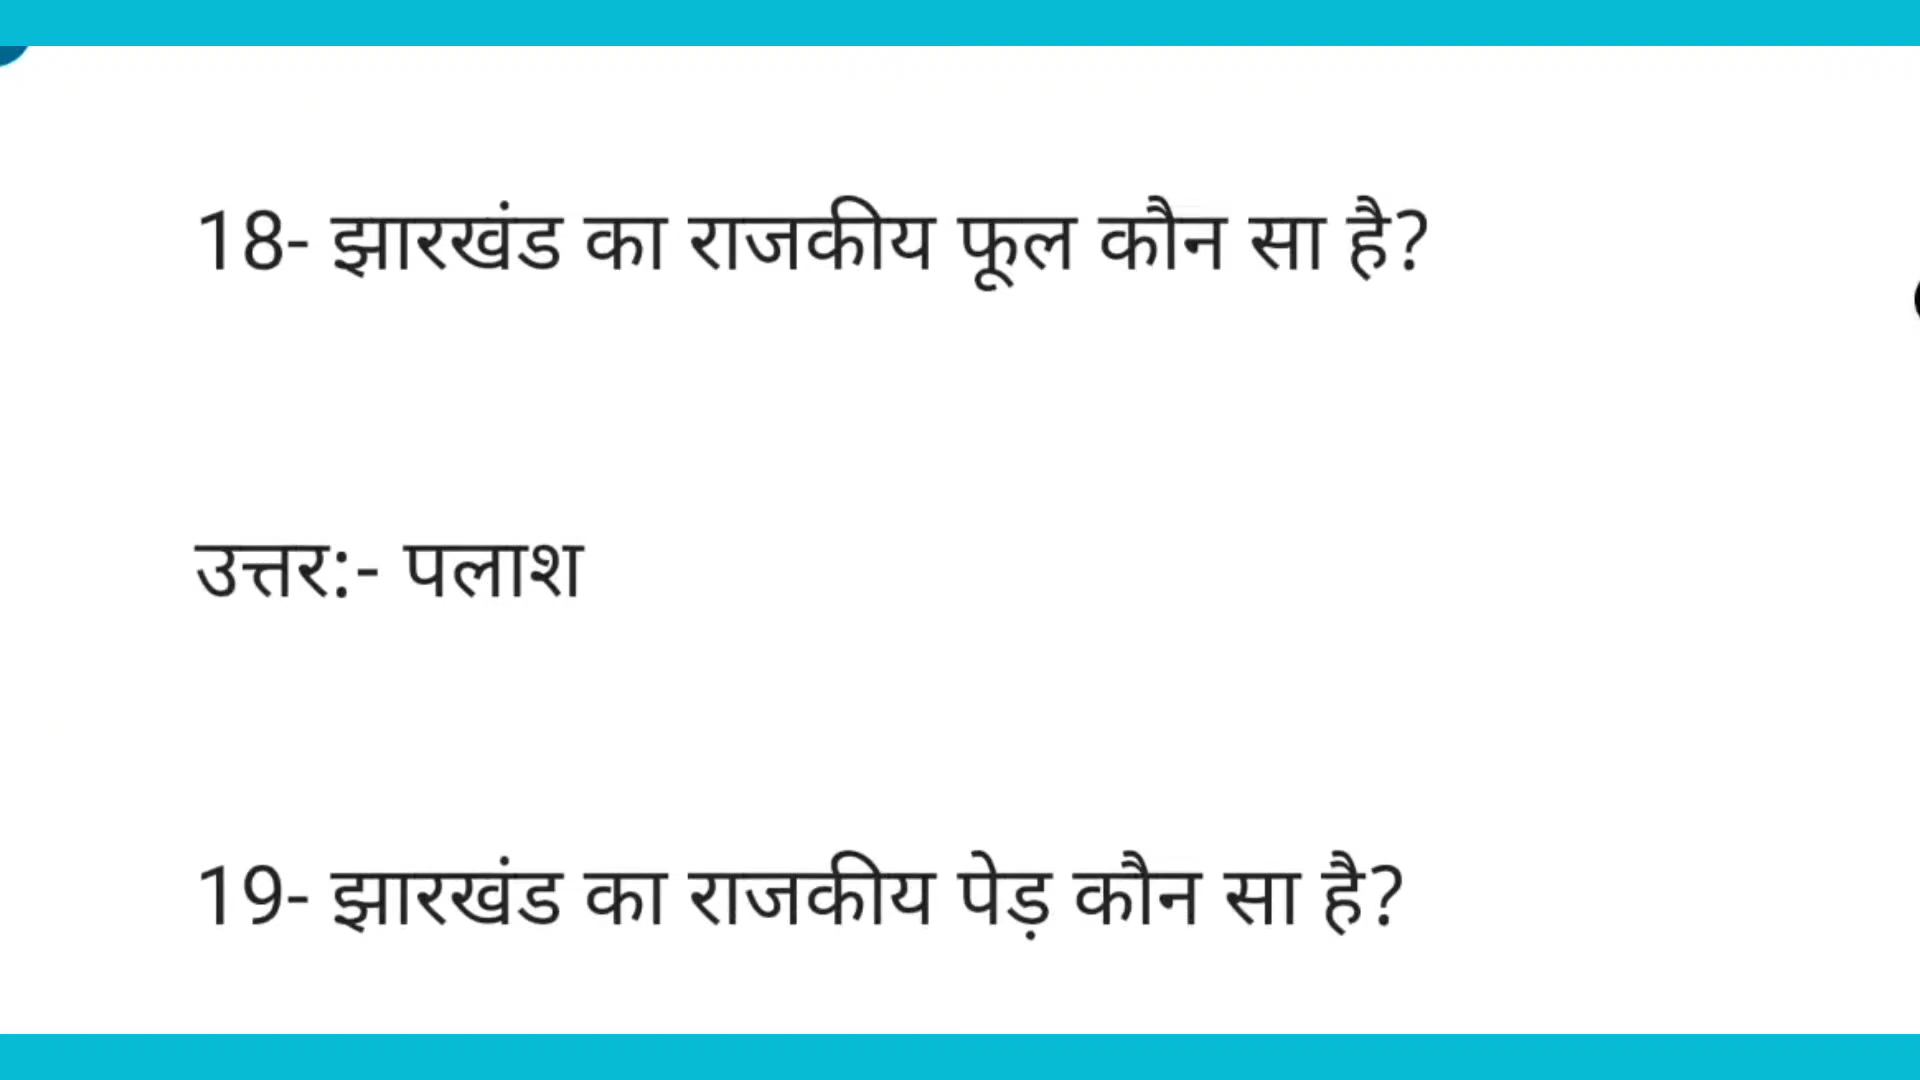 18- झारखंड का राजकीय फूल कौन सा है?
उत्तर:- पलाश
19- झारखंड का राजकीय पेड़ कौन सा है?